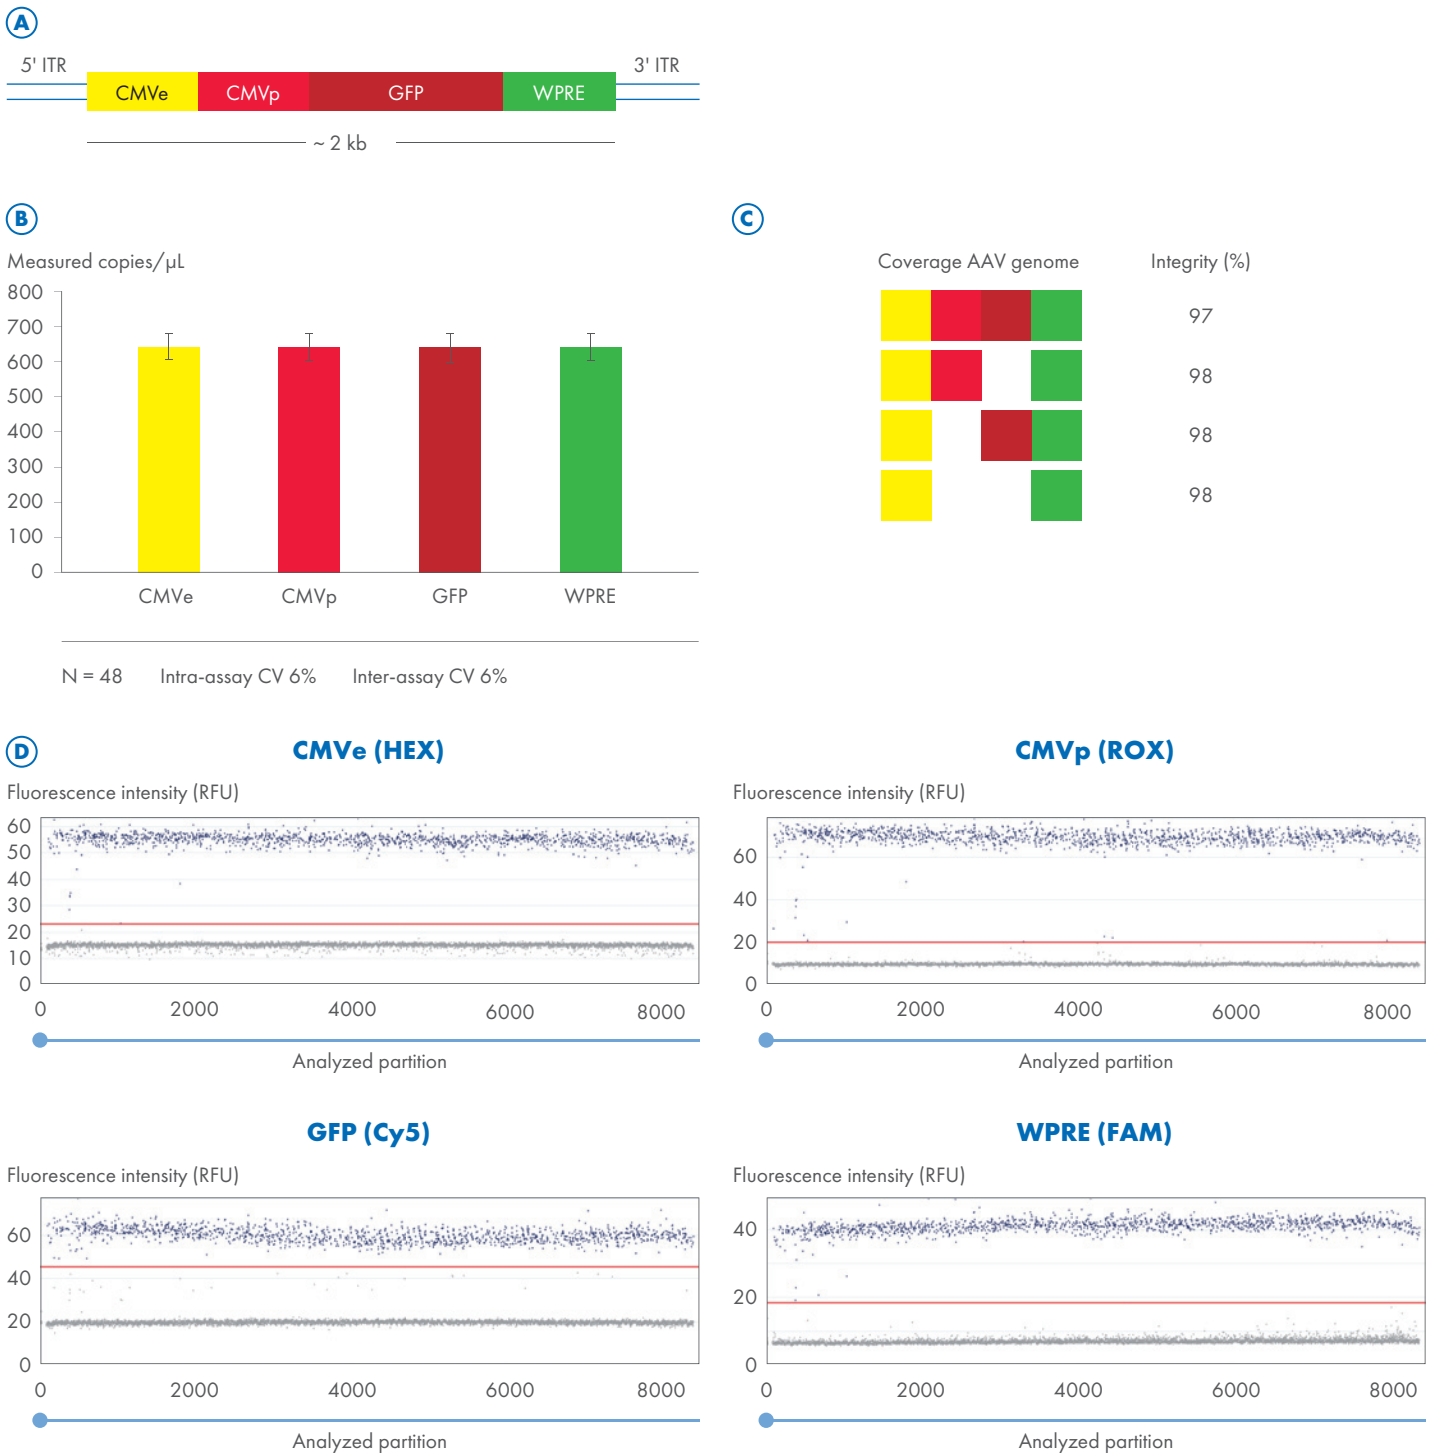 A
5' ITR
3' ITR
CMVe CMVp GFP WPRE
~ 2 kb
B
Measured copies/µL
800
700
600
500
400
300
200
100
0
CMVe CMVp GFP WPRE
N = 48 Intra-assay CV 6% Inter-assay CV 6%
C
Coverage AAV genome Integrity (%)
97
98
98
98
D
CMVe (HEX)
Fluorescence intensity (RFU)
60
50
40
30
20
10
0
0 2000 4000 6000 8000
Analyzed partition
CMVp (ROX)
Fluorescence intensity (RFU)
60
40
20
0
0 2000 4000 6000 8000
Analyzed partition
GFP (Cy5)
Fluorescence intensity (RFU)
60
40
20
0
0 2000 4000 6000 8000
Analyzed partition
WPRE (FAM)
Fluorescence intensity (RFU)
40
20
0
0 2000 4000 6000 8000
Analyzed partition